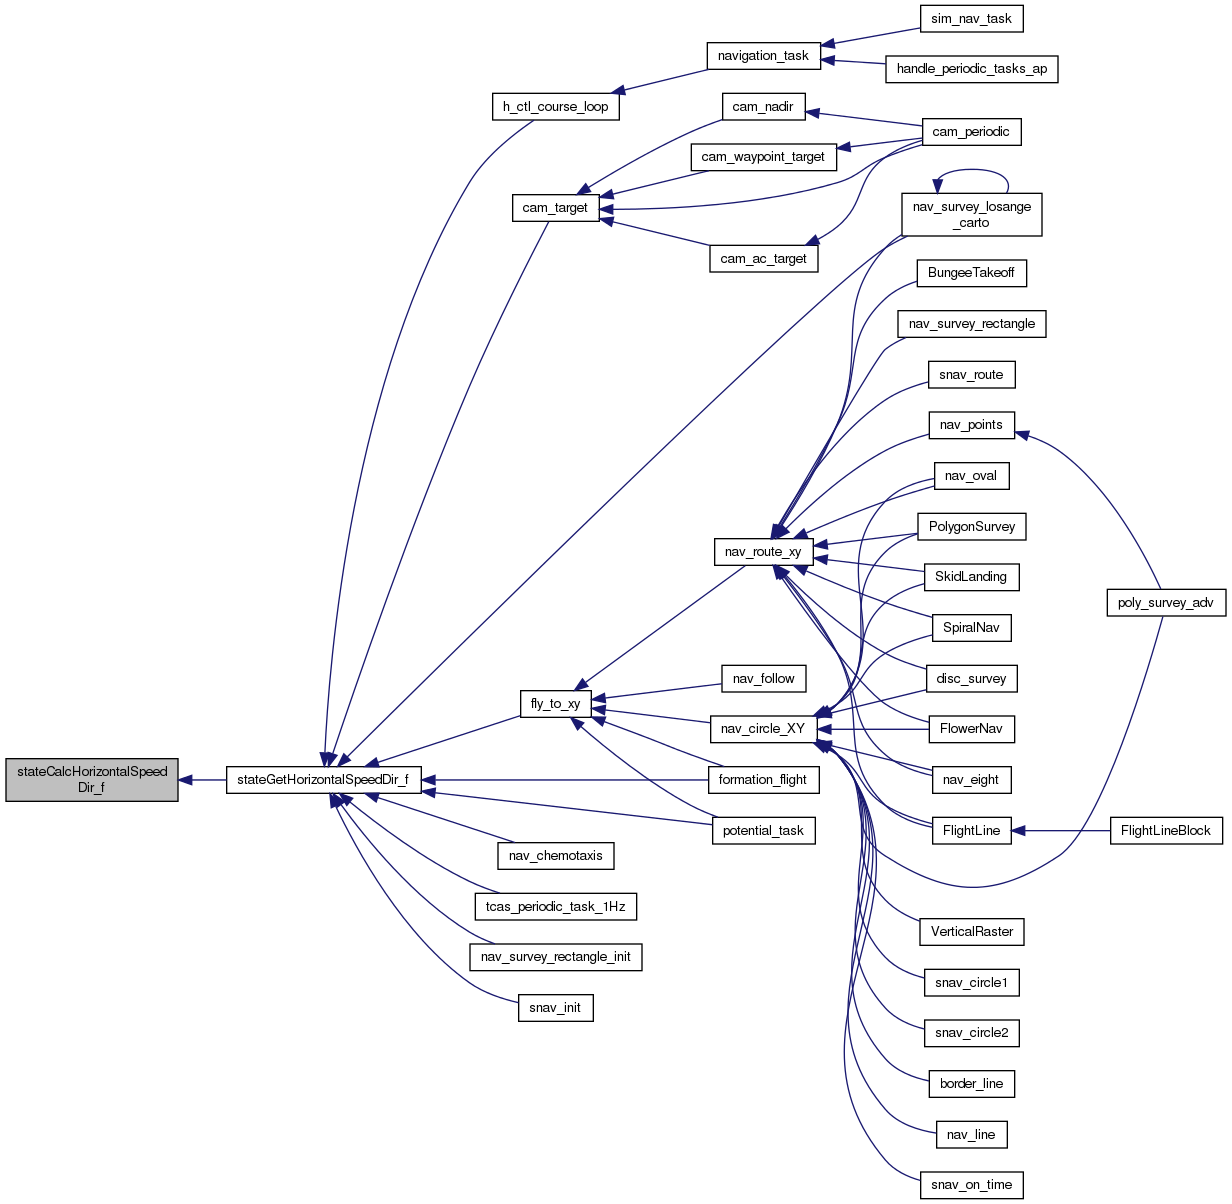 sim_nav_task
navigation_task
handle_periodic_tasks_ap
h_ctl_course_loop
cam_nadir
cam_periodic
cam_waypoint_target
cam_target
nav_survey_losange
_carto
cam_ac_target
BungeeTakeoff
nav_survey_rectangle
snav_route
nav_points
nav_oval
PolygonSurvey
nav_route_xy
SkidLanding
poly_survey_adv
SpiralNav
nav_follow
disc_survey
fly_to_xy
nav_circle_XY
FlowerNav
stateCalcHorizontalSpeed
Dir_f
stateGetHorizontalSpeedDir_f
formation_flight
nav_eight
potential_task
FlightLine
FlightLineBlock
nav_chemotaxis
tcas_periodic_task_1Hz
VerticalRaster
nav_survey_rectangle_init
snav_circle1
snav_init
snav_circle2
border_line
nav_line
snav_on_time